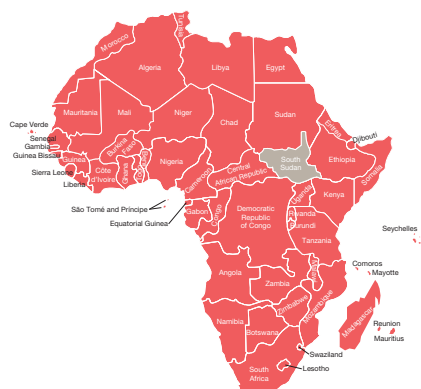 Morocco
Tunisia
Algeria
Libya
Egypt
Mauritania
Mali
Niger
Chad
Sudan
Eritrea
Djibouti
Cape Verde
Senegal
Gambia
Guinea Bissau
Guinea
Sierra Leone
Liberia
Côte
d'Ivoire
Burkina
Faso
Ghana
Nigeria
Cameroon
Central
African Republic
South
Sudan
Ethiopia
Somalia
São Tomé and Príncipe
Equatorial Guinea
Gabon
Congo
Democratic
Republic
of Congo
Uganda
Kenya
Rwanda
Burundi
Tanzania
Seychelles
Comoros
Mayotte
Angola
Zambia
Mozambique
Zimbabwe
Madagascar
Reunion
Mauritius
Namibia
Botswana
Swaziland
Lesotho
South
Africa